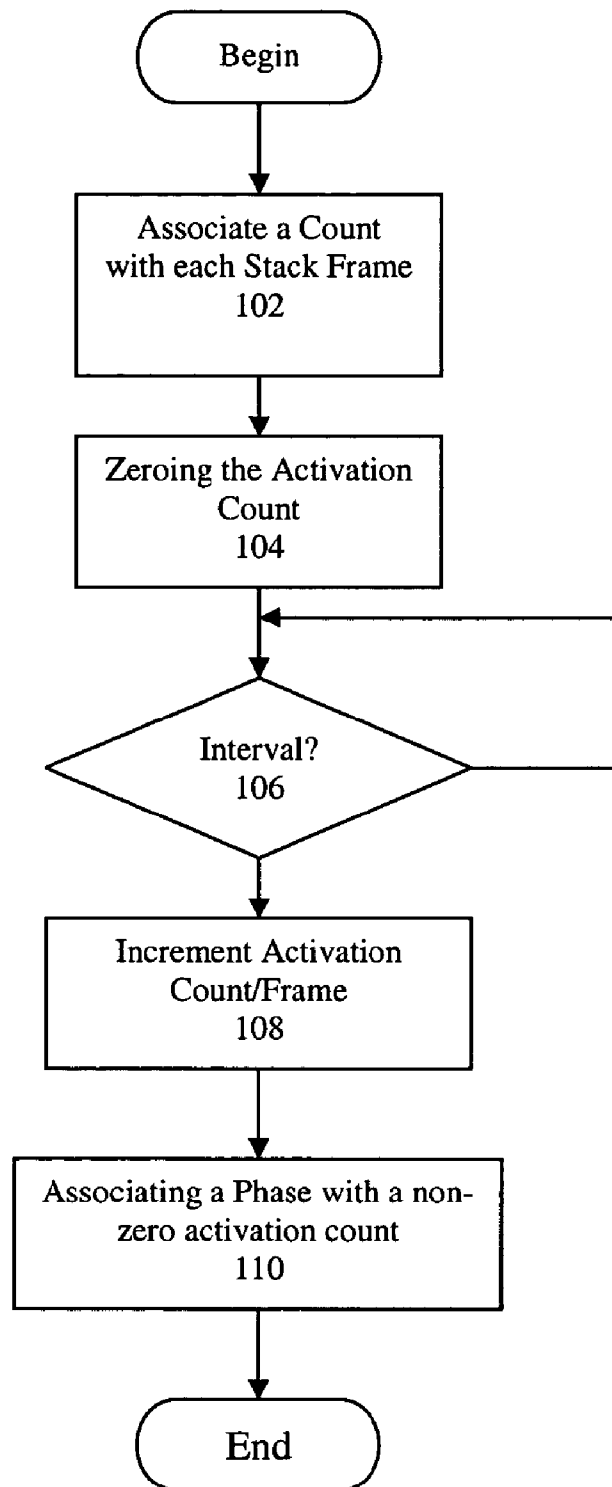 Begin
Associate a Count
with each Stack Frame
102
Zeroing the Activation
Count
104
Interval?
106
Increment Activation
Count/Frame
108
Associating a Phase with a non-
zero activation count
110
End